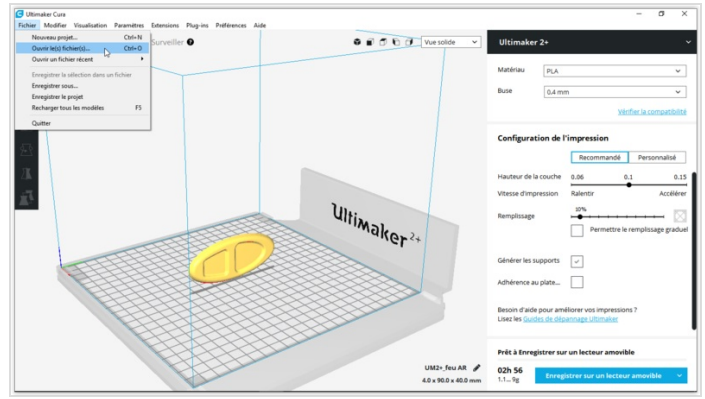 Ultimaker Cura
Fichier Modifier Visualisation Paramètres Extensions Plug-ins Préférences Aide
Nouveau projet... Ctrl+N
Ouvrir le(s) fichier(s)... Ctrl+O
Ouvrir un fichier récent
Enregistrer la sélection dans un fichier
Enregistrer sous...
Enregistrer le projet
Recharger tous les modèles F5
Quitter
Surveiller
Vue solide
Ultimaker 2+
Matériau PLA
Buse 0,4 mm
Vérifier la compatibilité
Configuration de l'impression
Recommandé Personnalisé
Hauteur de la couche 0.06 0.1 0.15
Vitesse d'impression Ralentir Accélérer
Remplissage 10%
Permettre le remplissage graduel
Générer les supports
Adhérence au plate...
Besoin d'aide pour améliorer vos impressions ?
Lisez les Guides de dépannage Ultimaker
Ultimaker 2+
Prêt à Enregistrer sur un lecteur amovible
UM2+_feu AR
4.0 x 90.0 x 40.0 mm
02h 56
1.1... 9g
Enregistrer sur un lecteur amovible